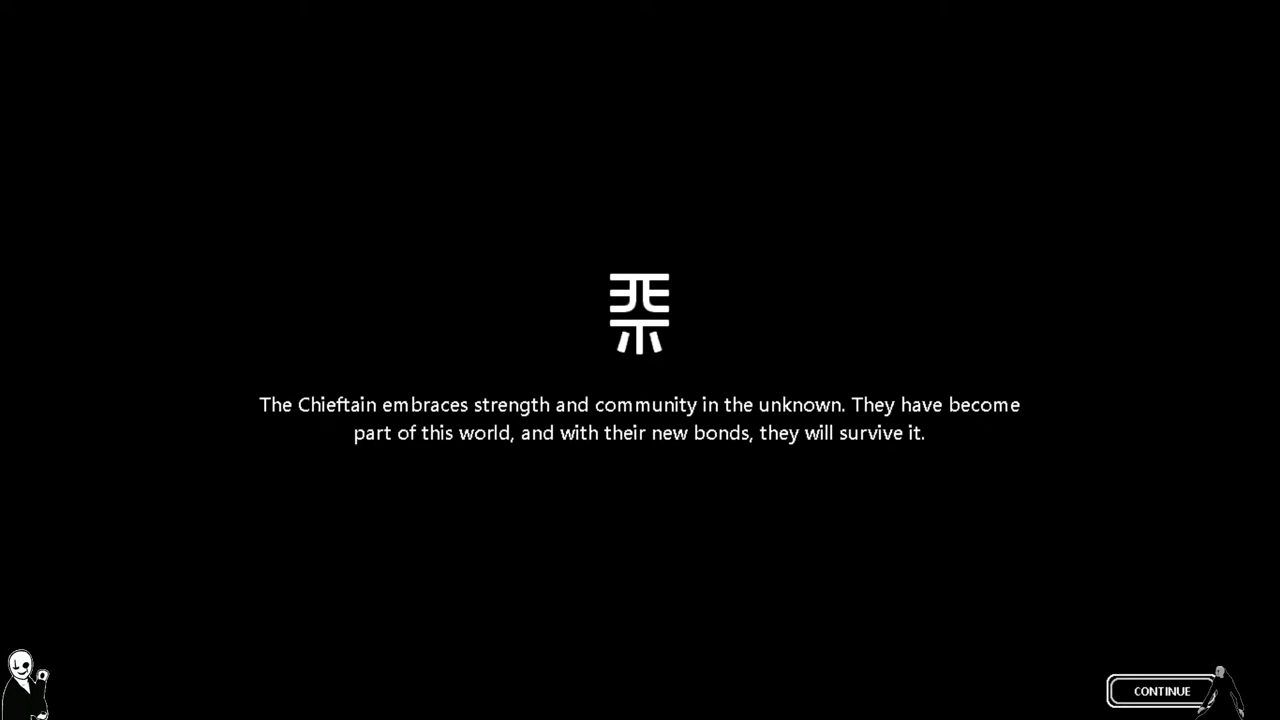 The Chieftain embraces strength and community in the unknown. They have become
part of this world, and with their new bonds, they will survive it.
CONTINUE